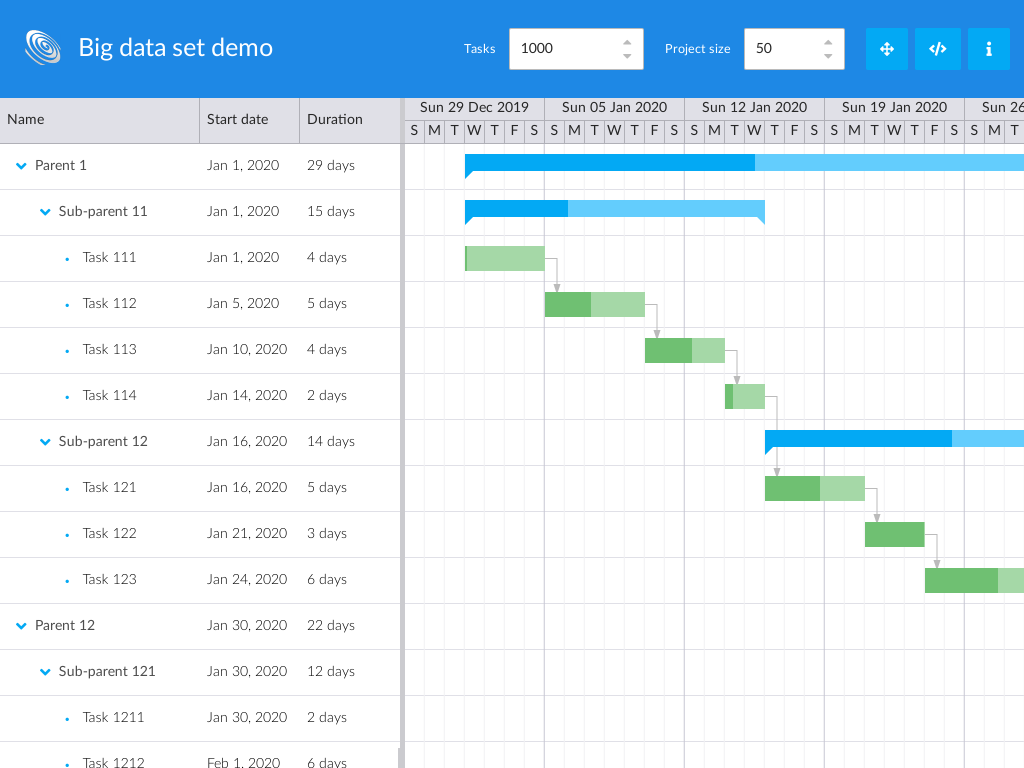 Big data set demo Tasks 1000 Project size 50
Name Start date Duration Sun 29 Dec 2019 Sun 05 Jan 2020 Sun 12 Jan 2020 Sun 19 Jan 2020 Sun 26
S M T W T F S S M T W T F S S M T W T F S S M T W T F S S M T
Parent 1 Jan 1, 2020 29 days
Sub-parent 11 Jan 1, 2020 15 days
Task 111 Jan 1, 2020 4 days
Task 112 Jan 5, 2020 5 days
Task 113 Jan 10, 2020 4 days
Task 114 Jan 14, 2020 2 days
Sub-parent 12 Jan 16, 2020 14 days
Task 121 Jan 16, 2020 5 days
Task 122 Jan 21, 2020 3 days
Task 123 Jan 24, 2020 6 days
Parent 12 Jan 30, 2020 22 days
Sub-parent 121 Jan 30, 2020 12 days
Task 1211 Jan 30, 2020 2 days
Task 1212 Feb 1, 2020 6 days